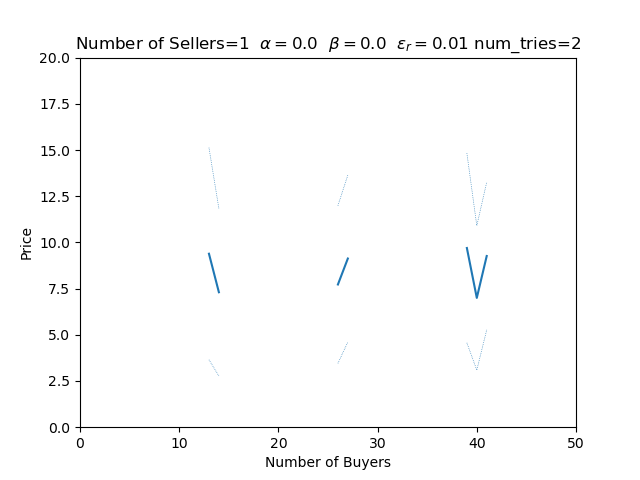 Number of Sellers=1 α = 0.0 β = 0.0 εr = 0.01 num_tries=2
20.0
17.5
15.0
12.5
10.0
7.5
5.0
2.5
0.0
Price
0 10 20 30 40 50
Number of Buyers